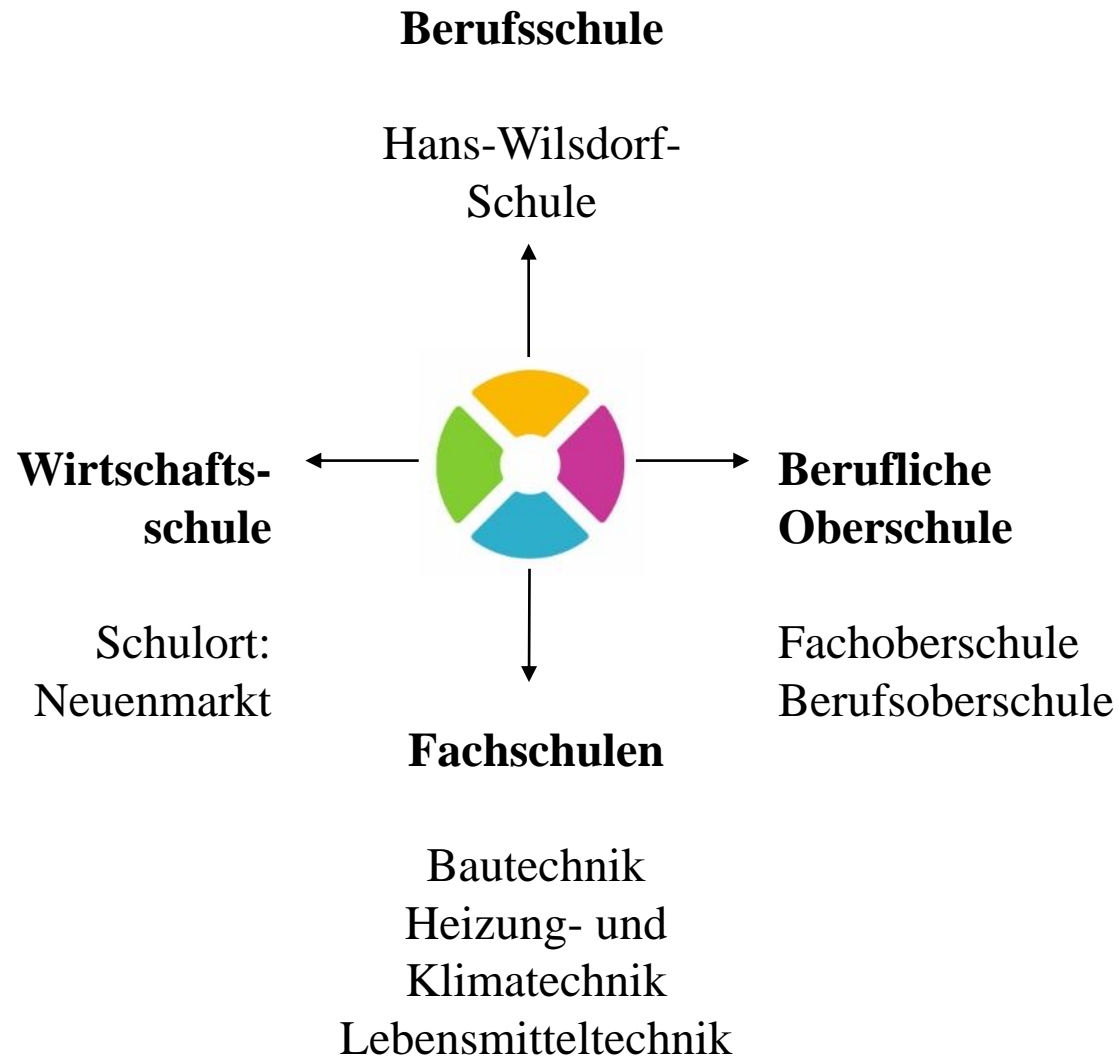 Berufsschule
Hans-Wilsdorf-
Schule
Wirtschafts-
schule
Schulort:
Neuenmarkt
Berufliche
Oberschule
Fachoberschule
Berufsoberschule
Fachschulen
Bautechnik
Heizung- und
Klimatechnik
Lebensmitteltechnik